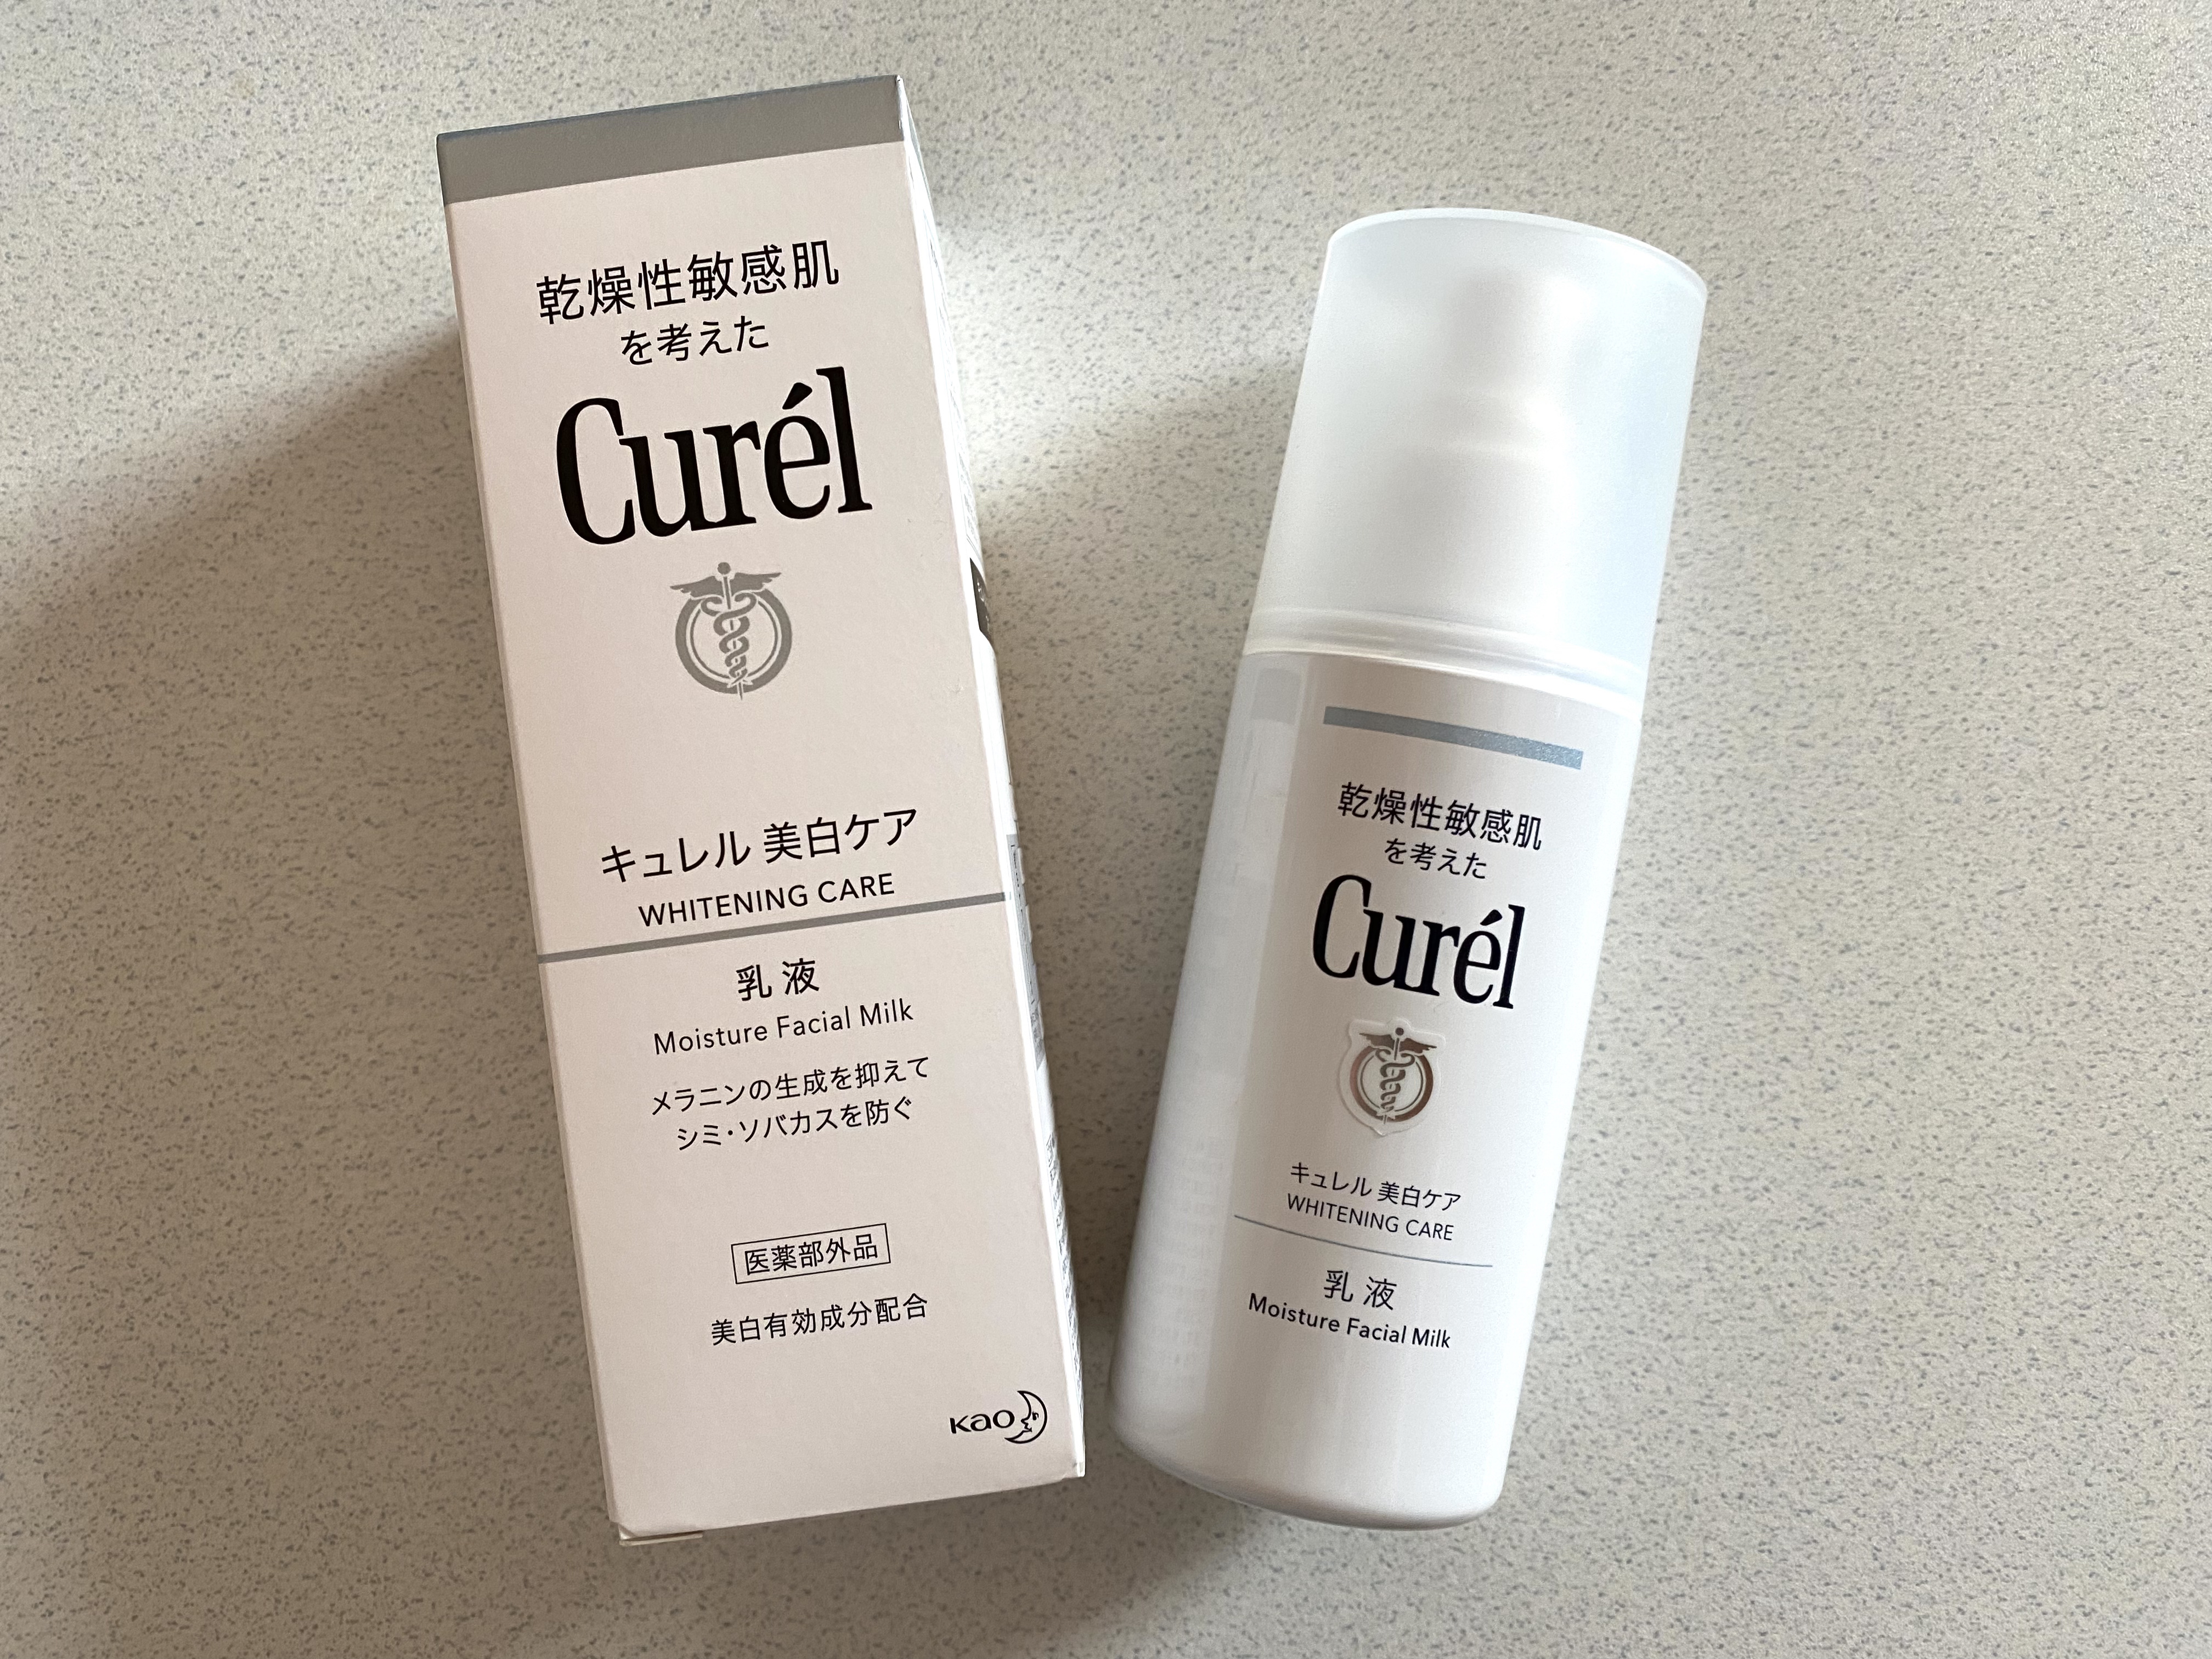 乾燥性敏感肌
を考えた
Curél
キュレル 美白ケア
WHITENING CARE
乳液
Moisture Facial Milk
メラニンの生成を抑えて
シミ・ソバカスを防ぐ
医薬部外品
美白有効成分配合
Kao
乾燥性敏感肌
を考えた
Curél
キュレル 美白ケア
WHITENING CARE
乳液
Moisture Facial Milk